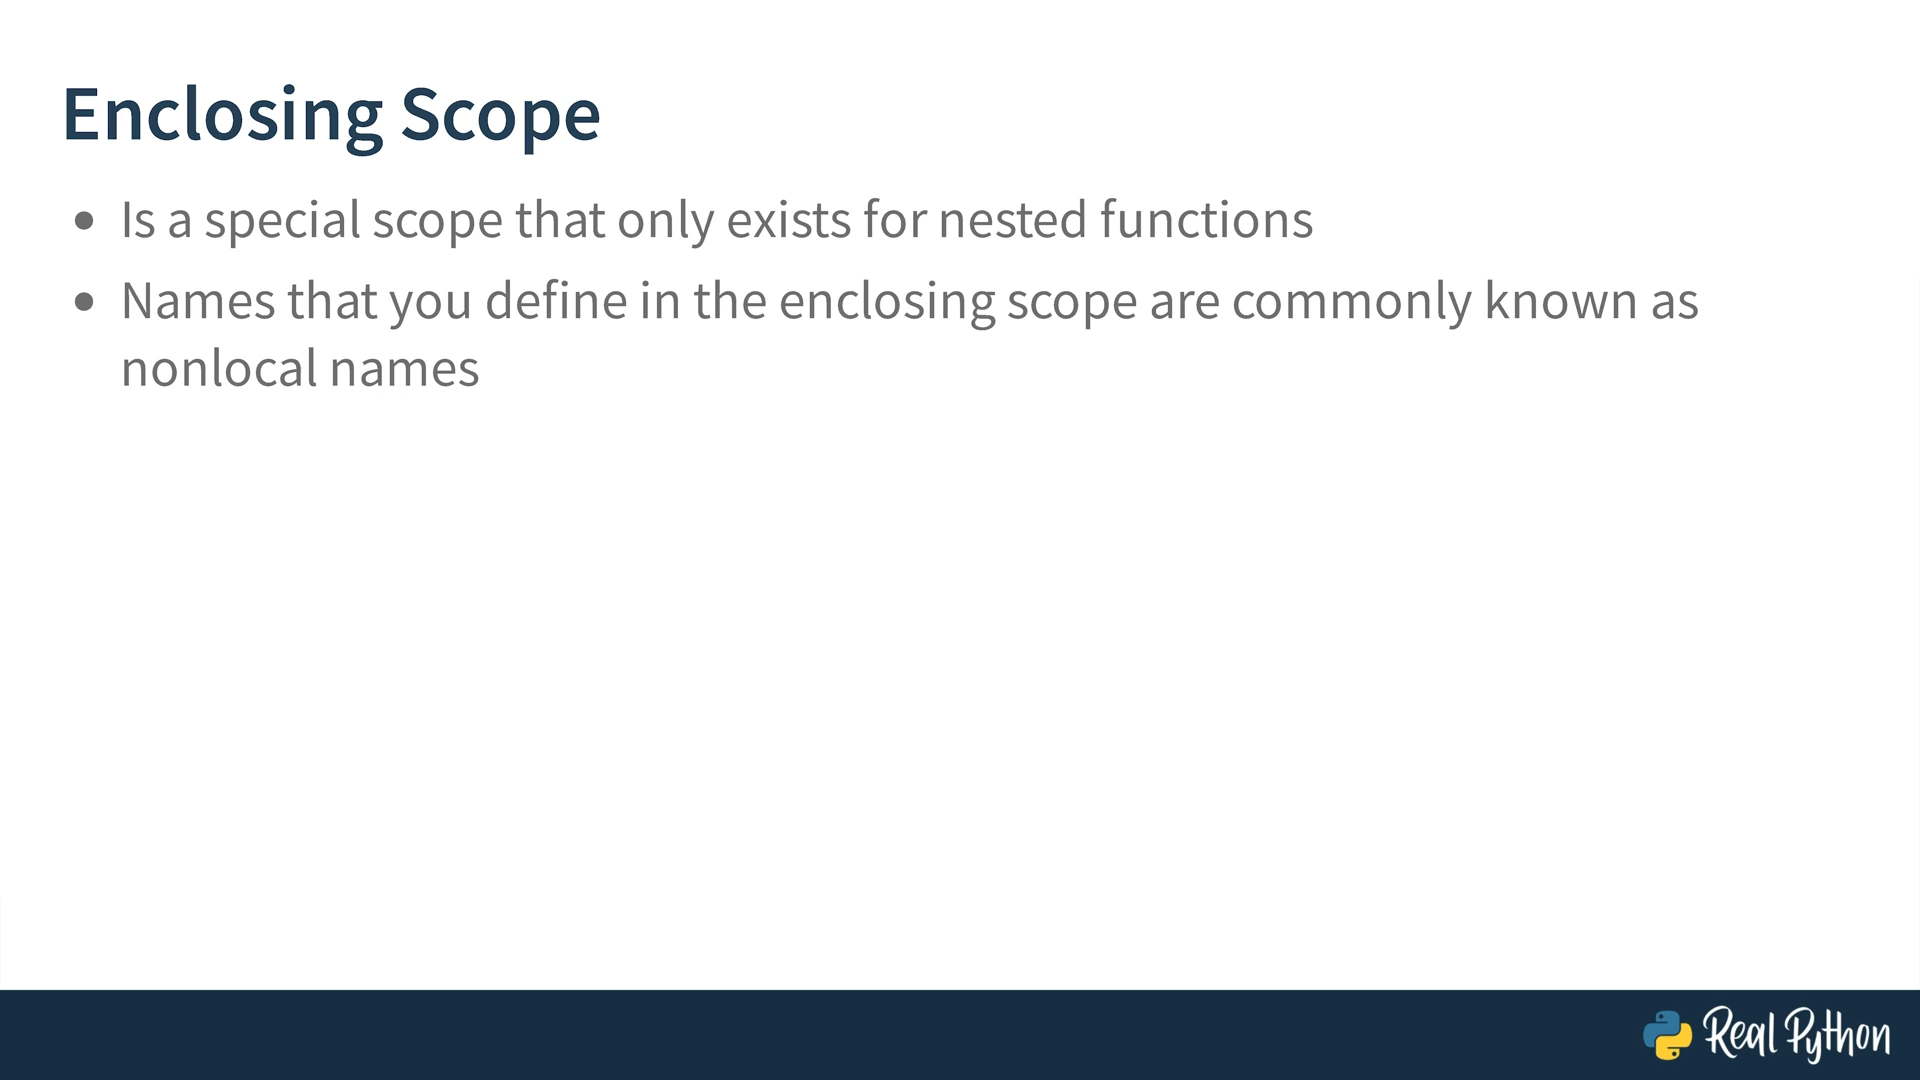 Enclosing Scope
• Is a special scope that only exists for nested functions
• Names that you define in the enclosing scope are commonly known as
nonlocal names
Real Python